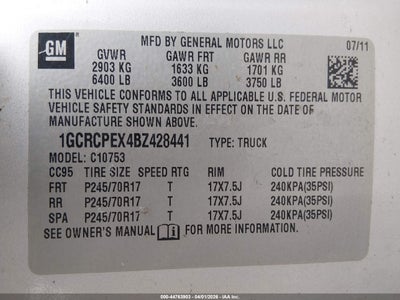 GM
MFD BY GENERAL MOTORS LLC
07/11
GVWR GAWR FRT GAWR RR
2903 KG 1633 KG 1701 KG
6400 LB 3600 LB 3750 LB
THIS VEHICLE CONFORMS TO ALL APPLICABLE U.S. FEDERAL MOTOR
VEHICLE SAFETY STANDARDS IN EFFECT ON THE DATE OF
MANUFACTURE SHOWN ABOVE.
1GCRCPEX4BZ428441 TYPE: TRUCK
MODEL: C10753
CC95 TIRE SIZE SPEED RTG RIM COLD TIRE PRESSURE
FRT P245/70R17 T 17X7.5J 240KPA(35PSI)
RR P245/70R17 T 17X7.5J 240KPA(35PSI)
SPA P245/70R17 T 17X7.5J 240KPA(35PSI)
SEE OWNER'S MANUAL FOR MORE INFORMATION.
000-44763903 - 04/01/2026 - IAA Inc.